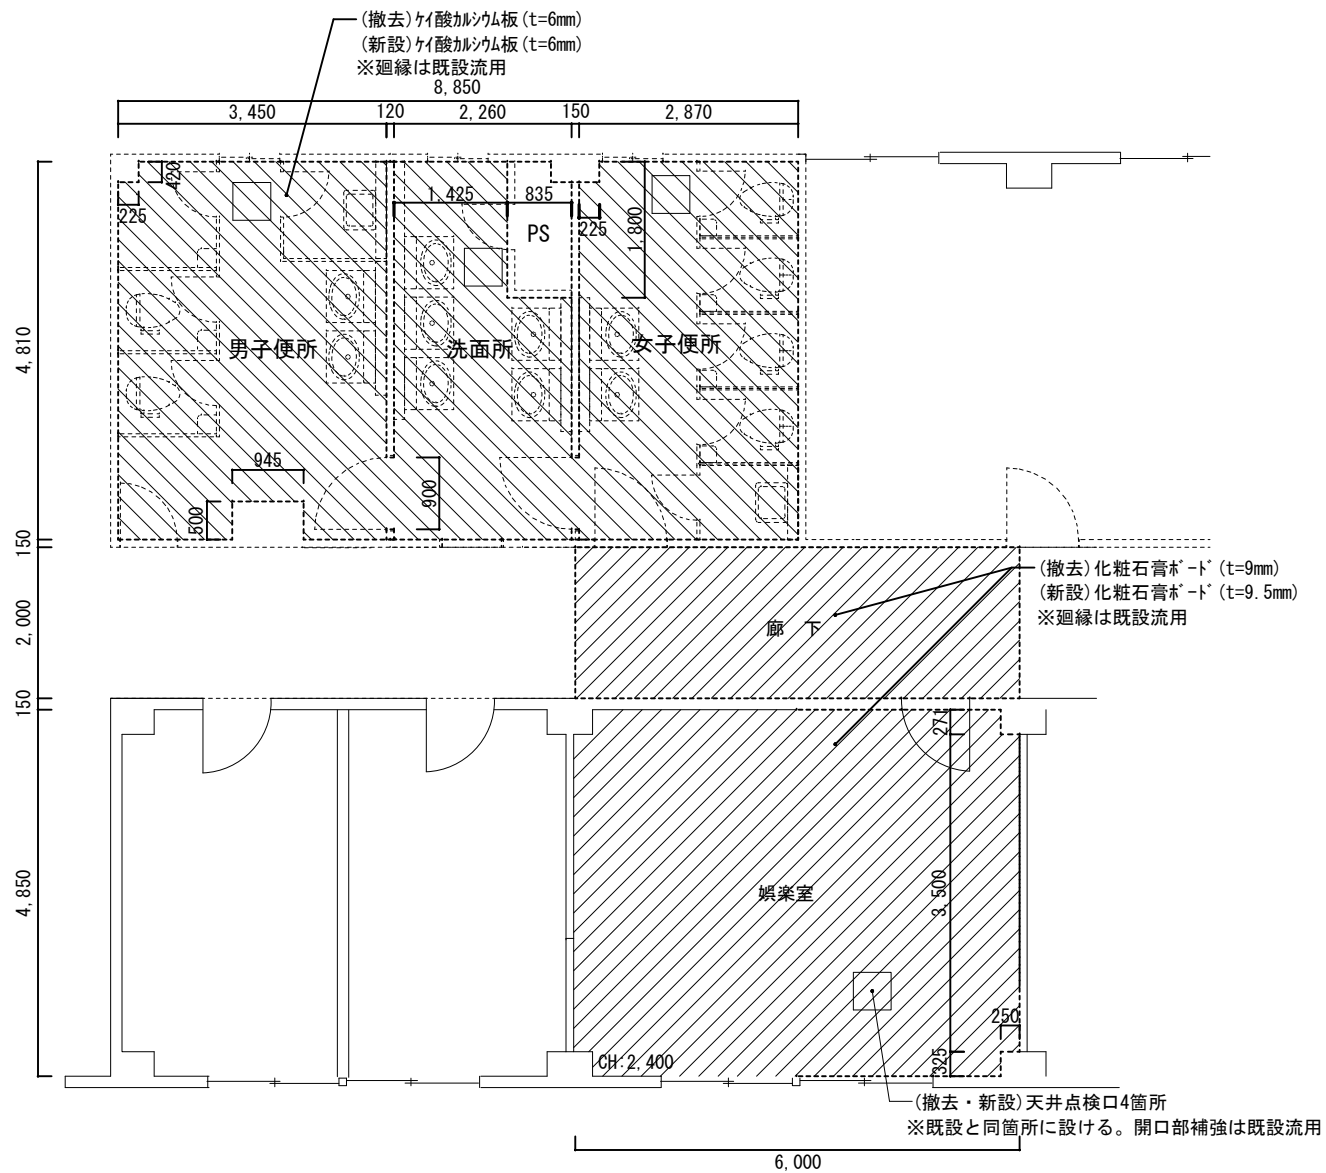 (撤去)ｹｲ酸ｶﾙｼｳﾑ板(t=6mm)
(新設)ｹｲ酸ｶﾙｼｳﾑ板(t=6mm)
※廻縁は既設流用
8,850
3,450
120
2,260
150
2,870
420
225
1,425
835
PS
225
1,800
4,810
男子便所
洗面所
女子便所
945
500
900
150
2,000
(撤去)化粧石膏ﾎﾞｰﾄﾞ(t=9mm)
(新設)化粧石膏ﾎﾞｰﾄﾞ(t=9.5mm)
※廻縁は既設流用
廊 下
150
271
4,850
娯楽室
3,500
250
325
CH:2,400
(撤去・新設)天井点検口4箇所
※既設と同箇所に設ける。開口部補強は既設流用
6,000